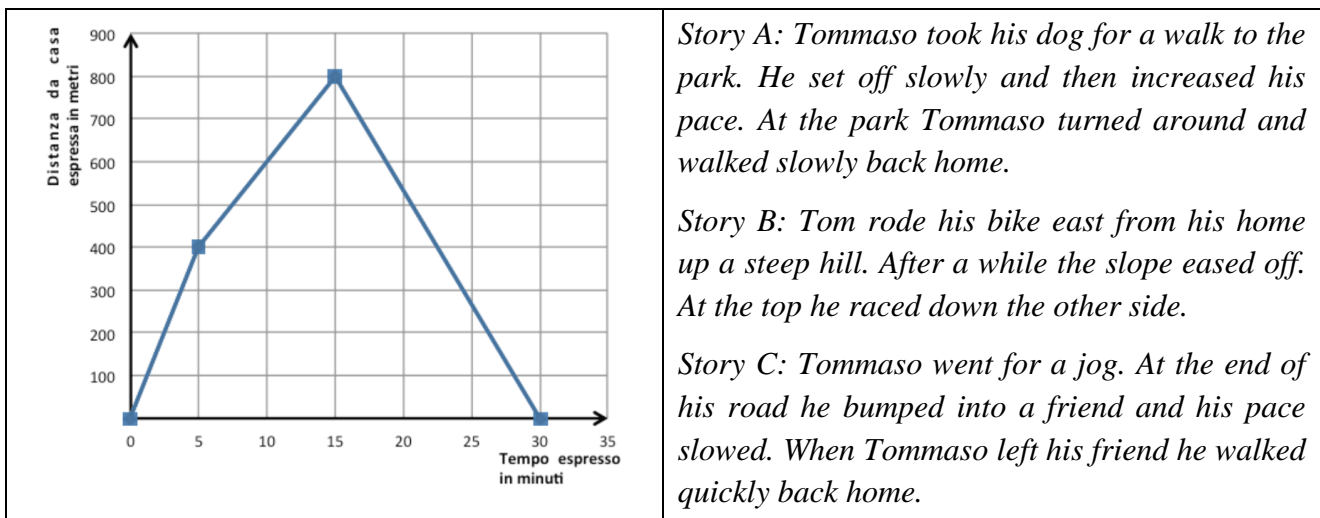 Distanza da casa
espressa in metri
900
800
700
600
500
400
300
200
100
0 5 10 15 20 25 30 35
Tempo espresso
in minuti
Story A: Tommaso took his dog for a walk to the
park. He set off slowly and then increased his
pace. At the park Tommaso turned around and
walked slowly back home.
Story B: Tom rode his bike east from his home
up a steep hill. After a while the slope eased off.
At the top he raced down the other side.
Story C: Tommaso went for a jog. At the end of
his road he bumped into a friend and his pace
slowed. When Tommaso left his friend he walked
quickly back home.